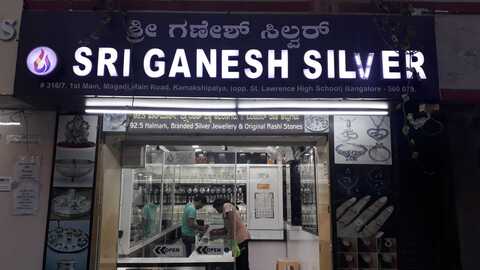 ಶ್ರೀ ಗಣೇಶ್ ಸಿಲ್ವರ್
SRI GANESH SILVER
# 316/7, 1st Main, Magadi Main Road, Kamakshipalya, (opp. St. Lawrence High School) Bangalore - 560 079.
92.5 Halmark, Branded Silver Jewellery & Original Rashi Stones
OPEN
OPEN